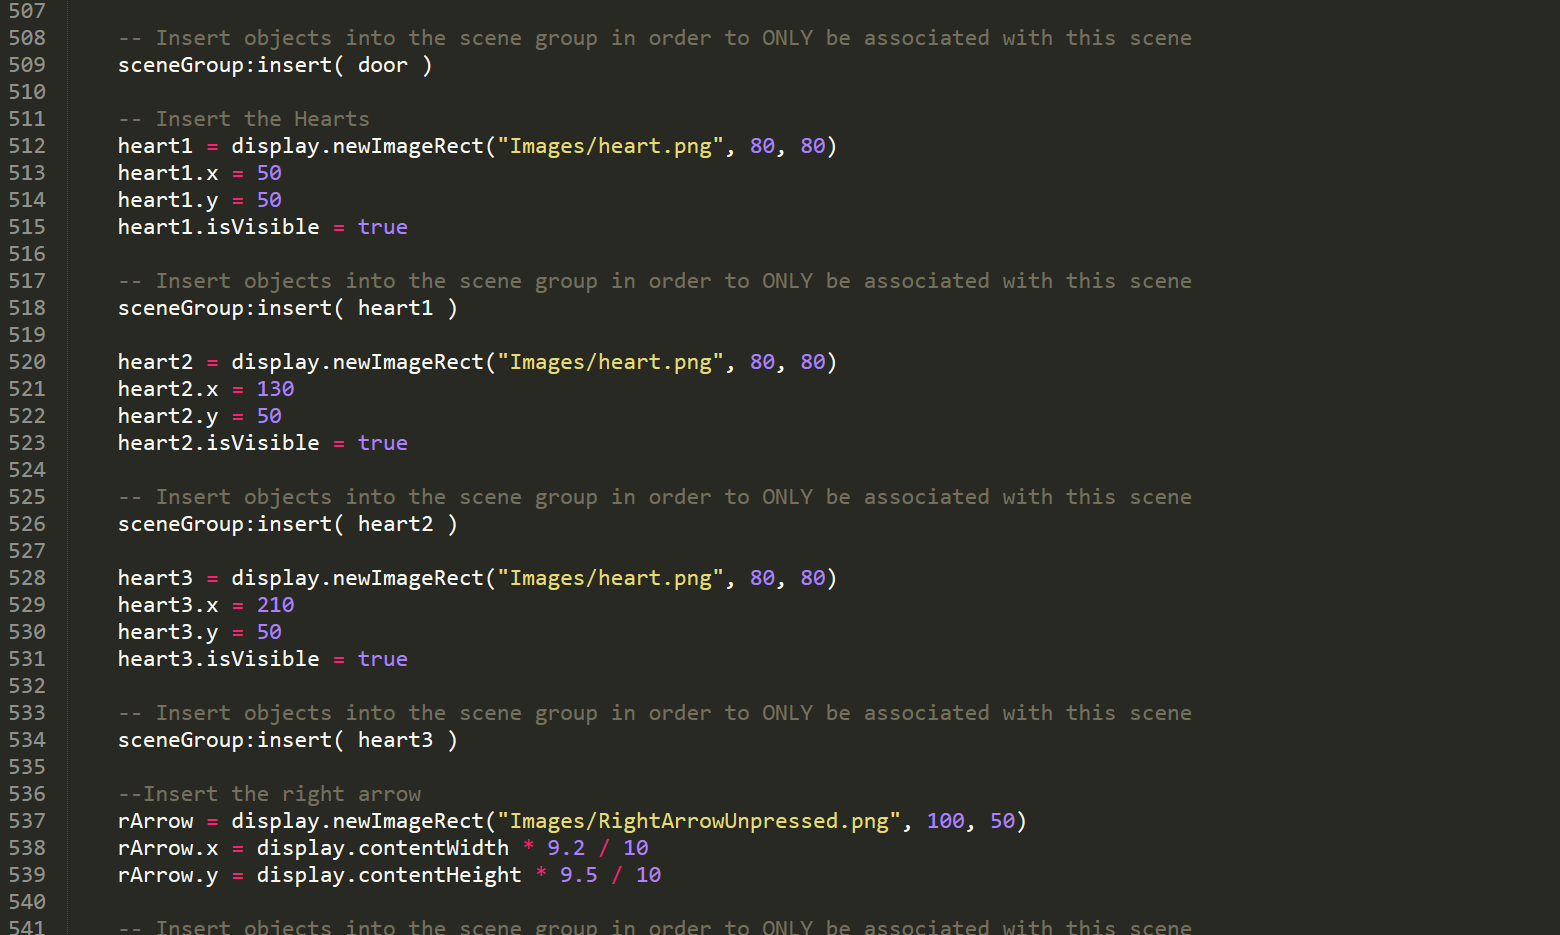 507
508 -- Insert objects into the scene group in order to ONLY be associated with this scene
509 sceneGroup:insert( door )
510
511 -- Insert the Hearts
512 heart1 = display.newImageRect("Images/heart.png", 80, 80)
513 heart1.x = 50
514 heart1.y = 50
515 heart1.isVisible = true
516
517 -- Insert objects into the scene group in order to ONLY be associated with this scene
518 sceneGroup:insert( heart1 )
519
520 heart2 = display.newImageRect("Images/heart.png", 80, 80)
521 heart2.x = 130
522 heart2.y = 50
523 heart2.isVisible = true
524
525 -- Insert objects into the scene group in order to ONLY be associated with this scene
526 sceneGroup:insert( heart2 )
527
528 heart3 = display.newImageRect("Images/heart.png", 80, 80)
529 heart3.x = 210
530 heart3.y = 50
531 heart3.isVisible = true
532
533 -- Insert objects into the scene group in order to ONLY be associated with this scene
534 sceneGroup:insert( heart3 )
535
536 --Insert the right arrow
537 rArrow = display.newImageRect("Images/RightArrowUnpressed.png", 100, 50)
538 rArrow.x = display.contentWidth * 9.2 / 10
539 rArrow.y = display.contentHeight * 9.5 / 10
540
541 -- Insert objects into the scene group in order to ONLY be associated with this scene